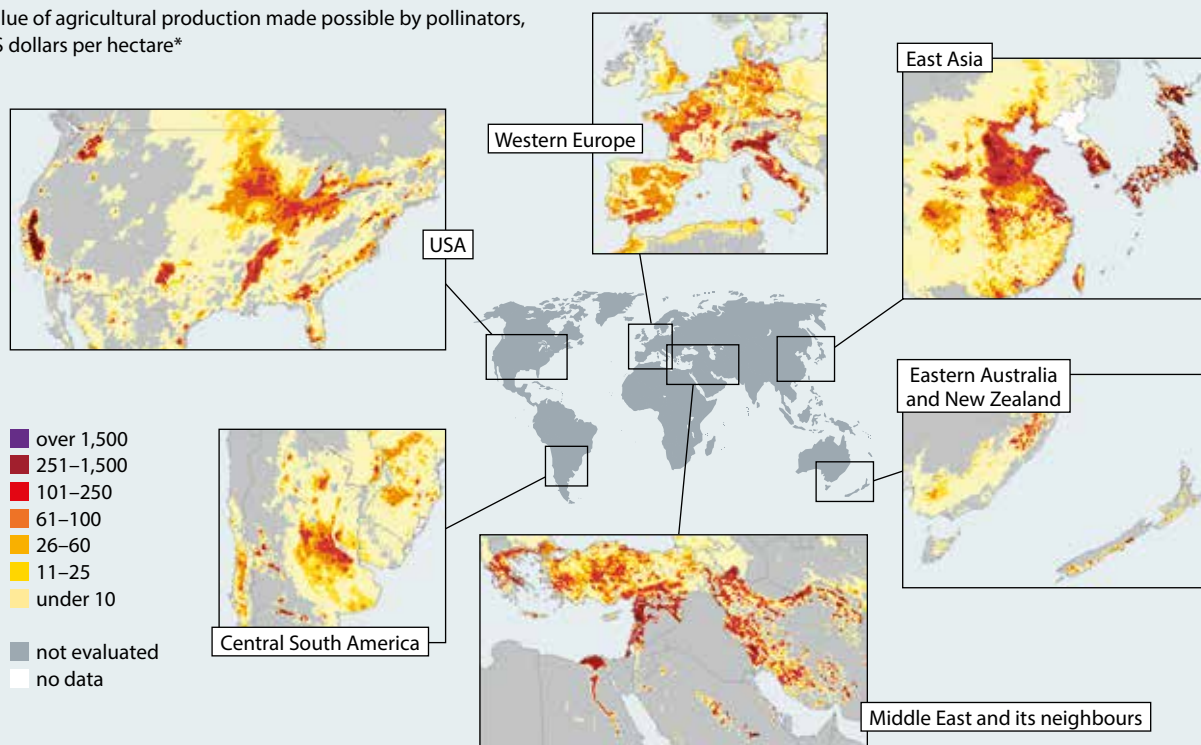 lue of agricultural production made possible by pollinators,
S dollars per hectare*
East Asia
Western Europe
USA
Eastern Australia
and New Zealand
over 1,500
251–1,500
101–250
61–100
26–60
11–25
under 10
not evaluated
no data
Central South America
Middle East and its neighbours